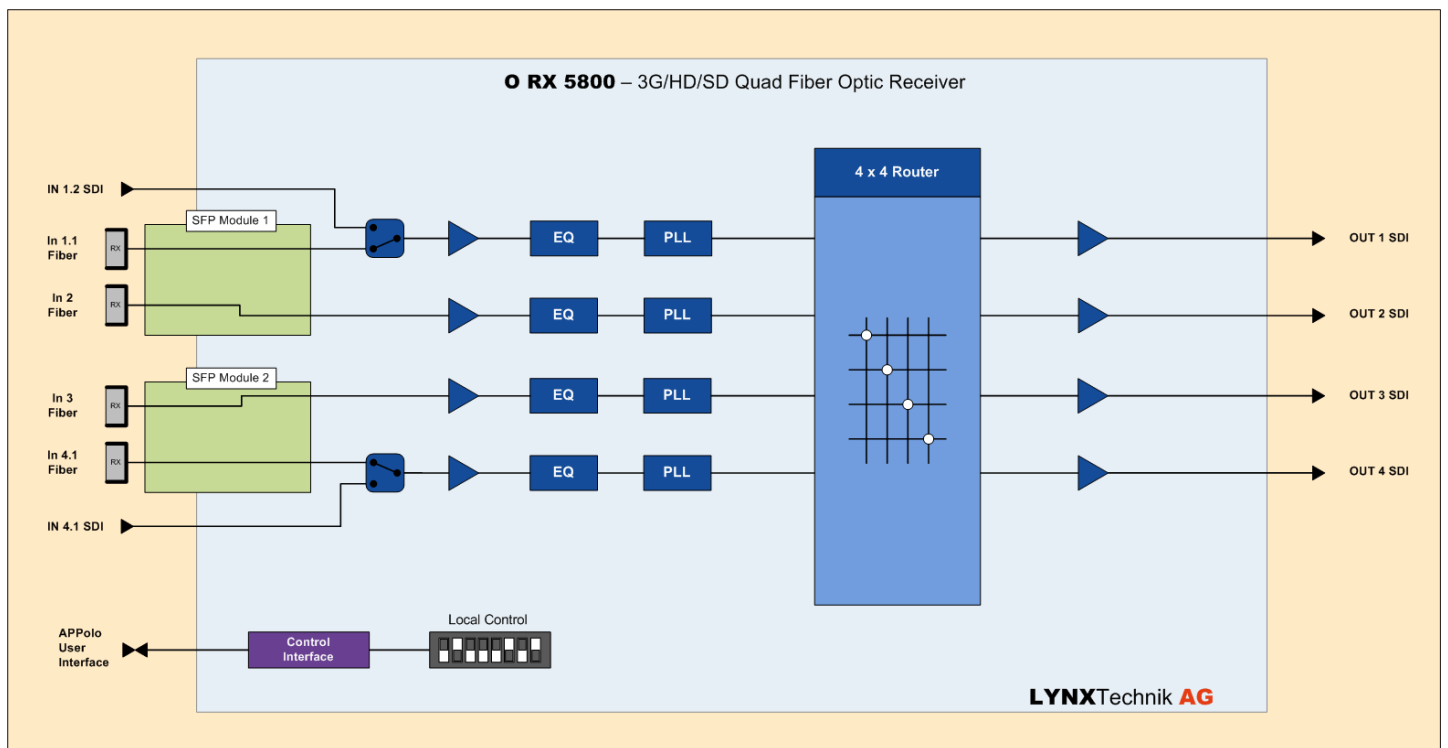 O RX 5800 – 3G/HD/SD Quad Fiber Optic Receiver
4 x 4 Router
IN 1.2 SDI
SFP Module 1
In 1.1
Fiber
RX
EQ
PLL
OUT 1 SDI
In 2
Fiber
RX
EQ
PLL
OUT 2 SDI
SFP Module 2
In 3
Fiber
RX
EQ
PLL
OUT 3 SDI
In 4.1
Fiber
RX
EQ
PLL
OUT 4 SDI
IN 4.1 SDI
Local Control
APPolo
User
Interface
Control
Interface
LYNXTechnik AG